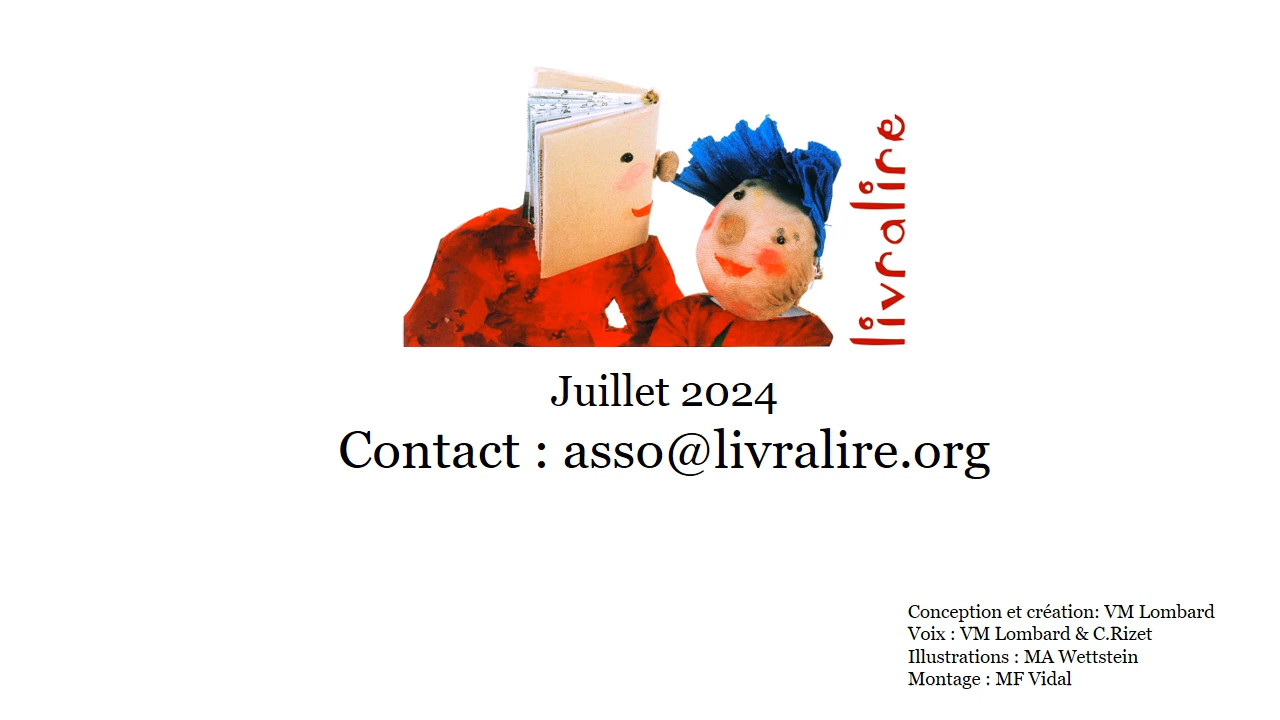 livralire
Juillet 2024
Contact : asso@livralire.org
Conception et création: VM Lombard
Voix : VM Lombard & C.Rizet
Illustrations : MA Wettstein
Montage : MF Vidal